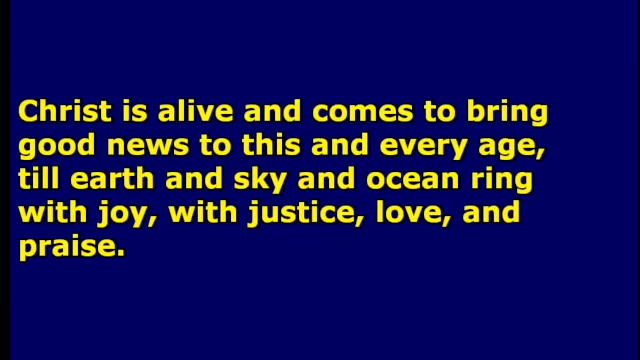 Christ is alive and comes to bring
good news to this and every age,
till earth and sky and ocean ring
with joy, with justice, love, and
praise.